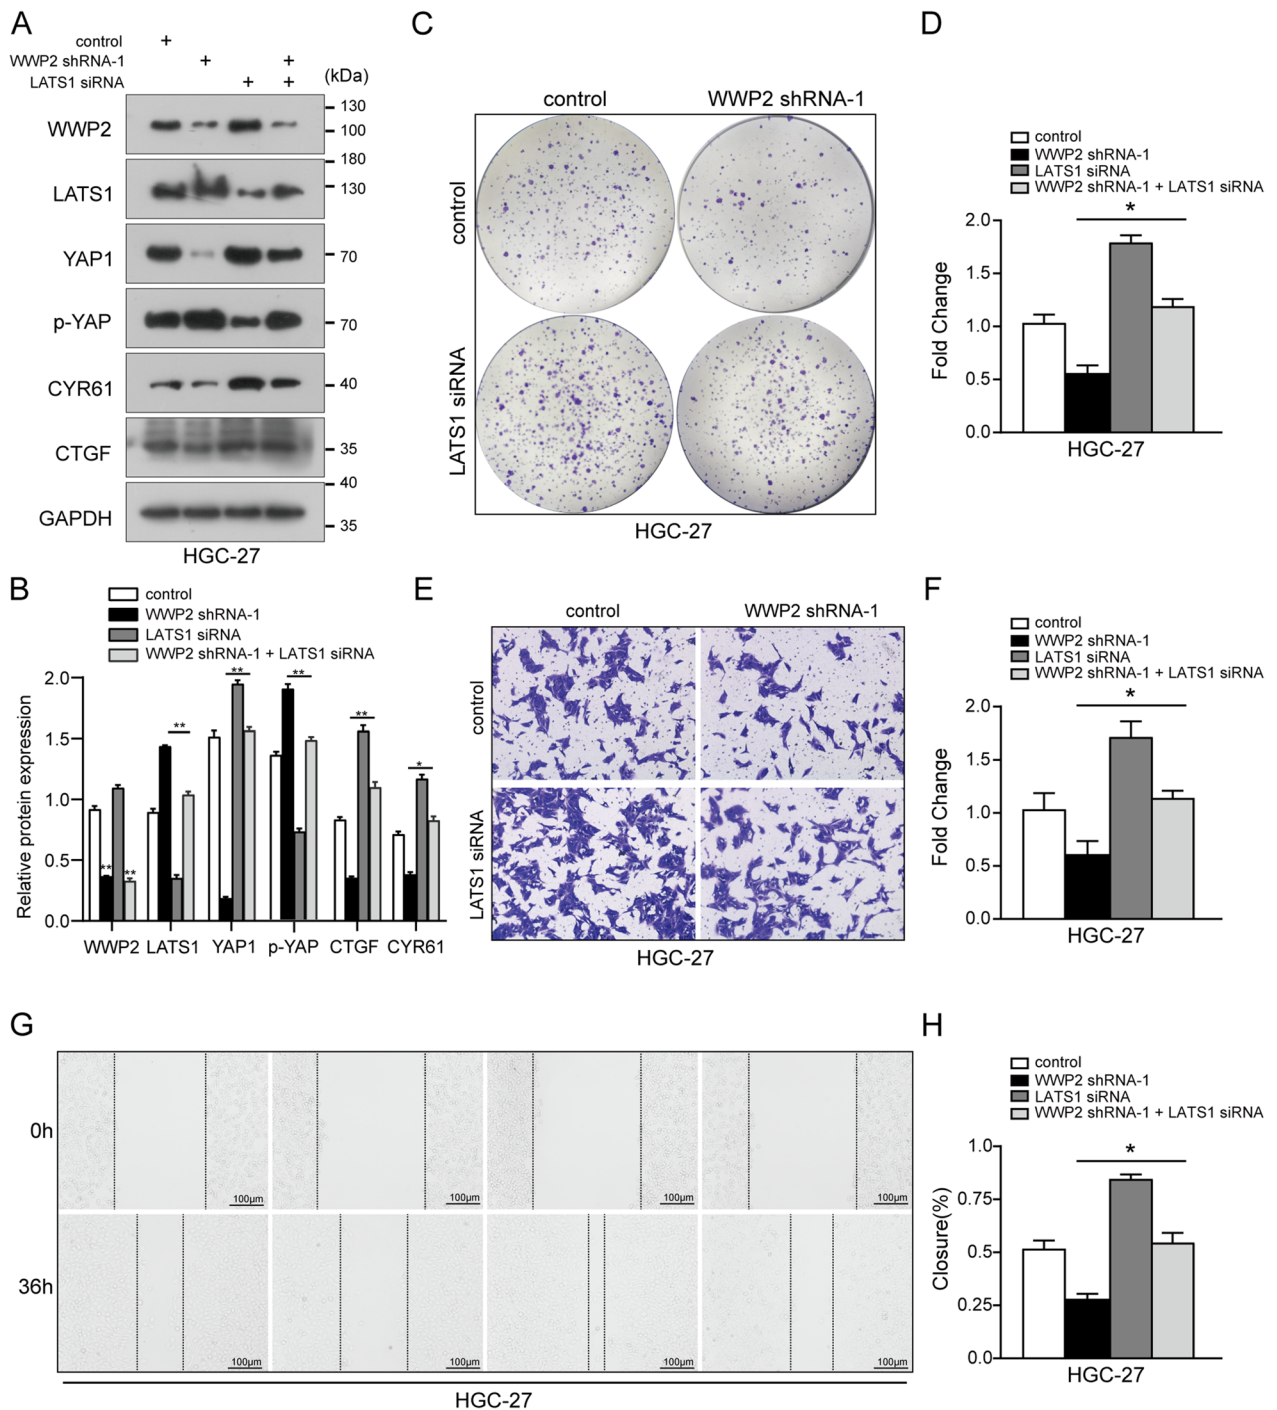 A
control +
WWP2 shRNA-1 + +
LATS1 siRNA + +
(kDa)
WWP2
130
100
LATS1
180
130
YAP1
70
p-YAP
70
CYR61
40
CTGF
35
GAPDH
40
35
HGC-27
B
control
WWP2 shRNA-1
LATS1 siRNA
WWP2 shRNA-1 + LATS1 siRNA
Relative protein expression
2.0
1.5
1.0
0.5
0.0
** ** ** ** ** ** *
WWP2 LATS1 YAP1 p-YAP CTGF CYR61
C
control WWP2 shRNA-1
control
LATS1 siRNA
HGC-27
D
control
WWP2 shRNA-1
LATS1 siRNA
WWP2 shRNA-1 + LATS1 siRNA
Fold Change
2.0
1.5
1.0
0.5
0.0
*
HGC-27
E
control WWP2 shRNA-1
control
LATS1 siRNA
HGC-27
F
control
WWP2 shRNA-1
LATS1 siRNA
WWP2 shRNA-1 + LATS1 siRNA
Fold Change
2.0
1.5
1.0
0.5
0.0
*
HGC-27
G
0h
100μm 100μm 100μm 100μm
36h
100μm 100μm 100μm 100μm
HGC-27
H
control
WWP2 shRNA-1
LATS1 siRNA
WWP2 shRNA-1 + LATS1 siRNA
Closure(%)
1.0
0.75
0.5
0.25
0.0
*
HGC-27